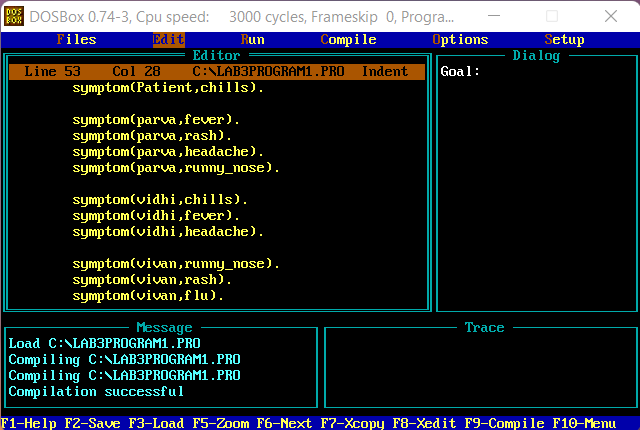 DOSBox 0.74-3, Cpu speed: 3000 cycles, Frameskip 0, Progra...
Files Edit Run Compile Options Setup
Editor
Line 53 Col 28 C:\LAB3PROGRAM1.PRO Indent
symptom(Patient,chills).
symptom(parva,fever).
symptom(parva,rash).
symptom(parva,headache).
symptom(parva,runny_nose).
symptom(vidhi,chills).
symptom(vidhi,fever).
symptom(vidhi,headache).
symptom(vivan,runny_nose).
symptom(vivan,rash).
symptom(vivan,flu).
Dialog
Goal:
Message
Load C:\LAB3PROGRAM1.PRO
Compiling C:\LAB3PROGRAM1.PRO
Compiling C:\LAB3PROGRAM1.PRO
Compilation successful
Trace
F1-Help F2-Save F3-Load F5-Zoom F6-Next F7-Xcopy F8-Xedit F9-Compile F10-Menu